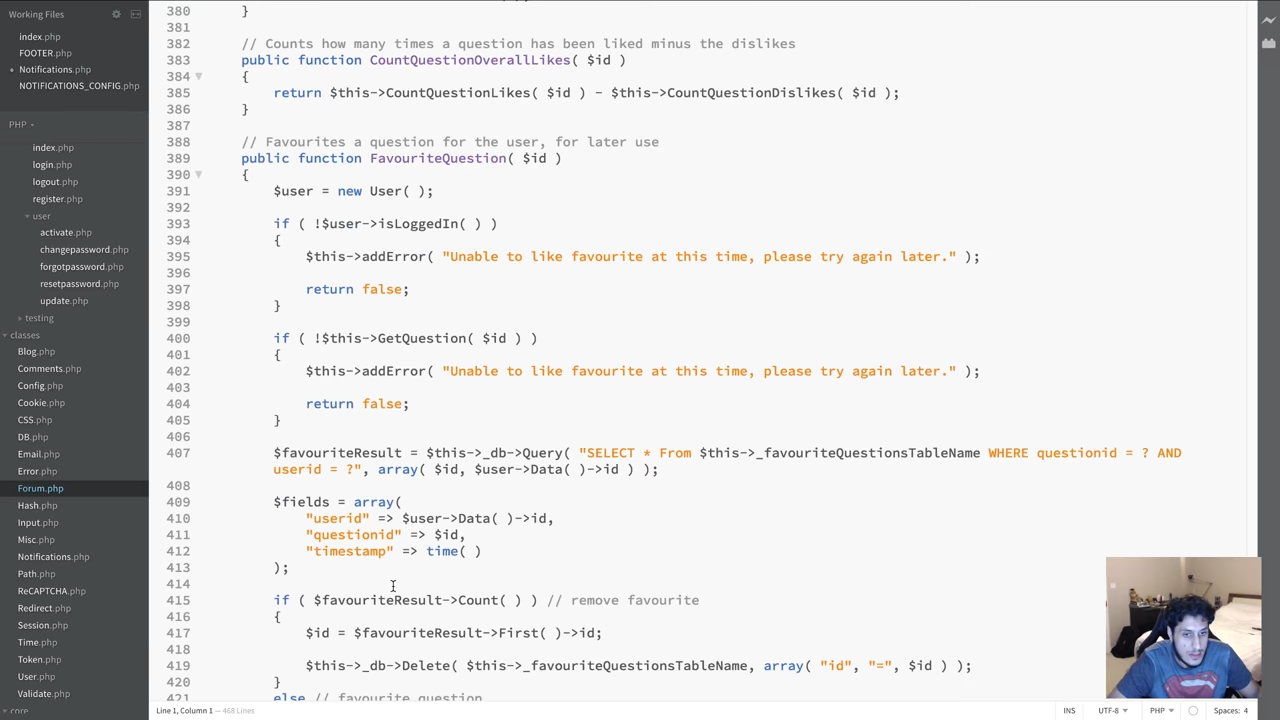 Working Files
index.php
FOOTER.php
Notifications.php
NOTIFICATIONS_CONFIG.php
PHP
index.php
login.php
logout.php
register.php
user
activate.php
changepassword.php
forgotpassword.php
resetpassword.php
update.php
testing
classes
Blog.php
Comments.php
Config.php
Cookie.php
CSS.php
DB.php
Email.php
Error.php
Forum.php
Hash.php
Input.php
Misc.php
Notifications.php
Path.php
ReCAPTCHA.php
Redirect.php
Session.php
Time.php
Token.php
User.php
Validate.php
core
380 }
381
382 // Counts how many times a question has been liked minus the dislikes
383 public function CountQuestionOverallLikes( $id )
384 {
385 return $this->CountQuestionLikes( $id ) - $this->CountQuestionDislikes( $id );
386 }
387
388 // Favourites a question for the user, for later use
389 public function FavouriteQuestion( $id )
390 {
391 $user = new User( );
392
393 if ( !$user->isLoggedIn( ) )
394 {
395 $this->addError( "Unable to like favourite at this time, please try again later." );
396
397 return false;
398 }
399
400 if ( !$this->GetQuestion( $id ) )
401 {
402 $this->addError( "Unable to like favourite at this time, please try again later." );
403
404 return false;
405 }
406
407 $favouriteResult = $this->_db->Query( "SELECT * From $this->_favouriteQuestionsTableName WHERE questionid = ? AND
userid = ?", array( $id, $user->Data( )->id ) );
408
409 $fields = array(
410 "userid" => $user->Data( )->id,
411 "questionid" => $id,
412 "timestamp" => time( )
413 );
414
415 if ( $favouriteResult->Count( ) ) // remove favourite
416 {
417 $id = $favouriteResult->First( )->id;
418
419 $this->_db->Delete( $this->_favouriteQuestionsTableName, array( "id", "=", $id ) );
420 }
421 else // favourite question
Line 1, Column 1 — 468 Lines
INS
UTF-8
PHP
Spaces: 4